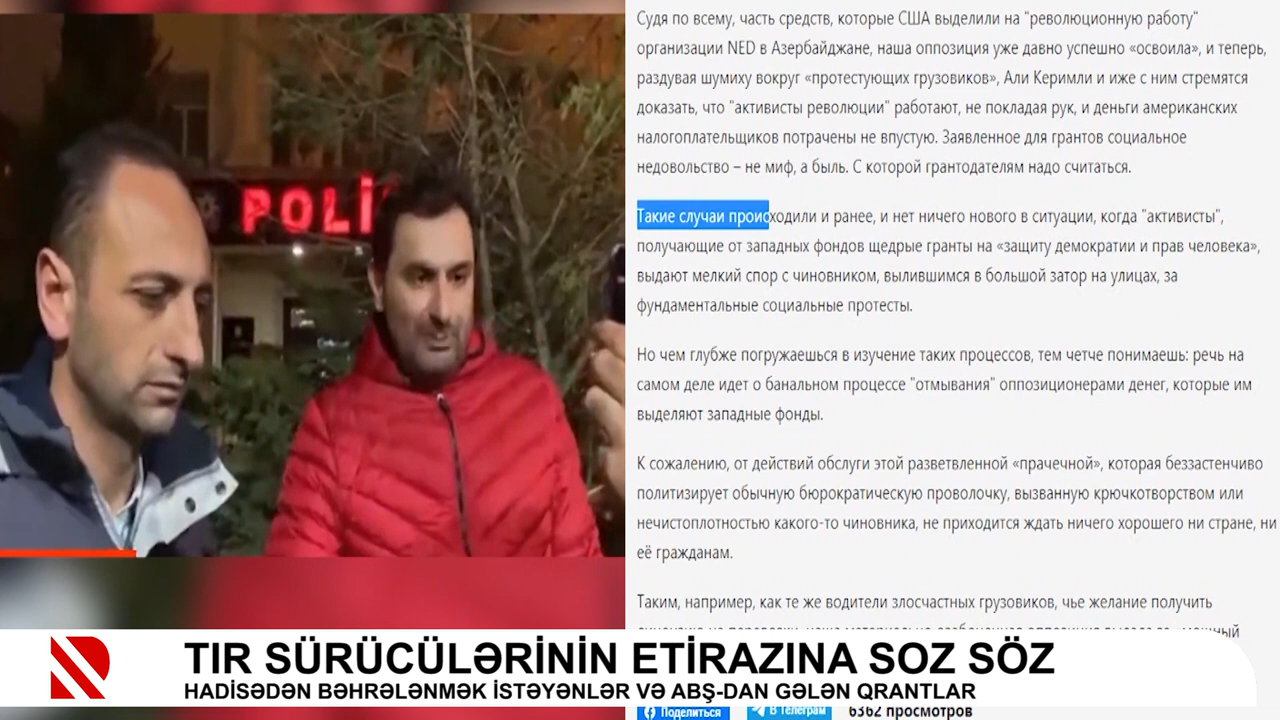 POLİ
Судя по всему, часть средств, которые США выделили на "революционную работу"
организации NED в Азербайджане, наша оппозиция уже давно успешно «освоила», и теперь,
раздувая шумиху вокруг «протестующих грузовиков», Али Керимли и иже с ним стремятся
доказать, что "активисты революции" работают, не покладая рук, и деньги американских
налогоплательщиков потрачены не впустую. Заявленное для грантов социальное
недовольство – не миф, а быль. С которой грантодателям надо считаться.
Такие случаи происходили и ранее, и нет ничего нового в ситуации, когда "активисты",
получающие от западных фондов щедрые гранты на «защиту демократии и прав человека»,
выдают мелкий спор с чиновником, вылившимся в большой затор на улицах, за
фундаментальные социальные протесты.
Но чем глубже погружаешься в изучение таких процессов, тем четче понимаешь: речь на
самом деле идет о банальном процессе "отмывания" оппозиционерами денег, которые им
выделяют западные фонды.
К сожалению, от действий обслуги этой разветвленной «прачечной», которая беззастенчиво
политизирует обычную бюрократическую проволочку, вызванную крючкотворством или
нечистоплотностью какого-то чиновника, не приходится ждать ничего хорошего ни стране, ни
её гражданам.
Таким, например, как те же водители злосчастных грузовиков, чье желание получить
TIR SÜRÜCÜLƏRİNİN ETİRAZINA SOZ SÖZ
HADİSƏDƏN BƏHRƏLƏNMƏK İSTƏYƏNLƏR VƏ ABŞ-DAN GƏLƏN QRANTLAR
Поделиться В Телеграм 6362 просмотров